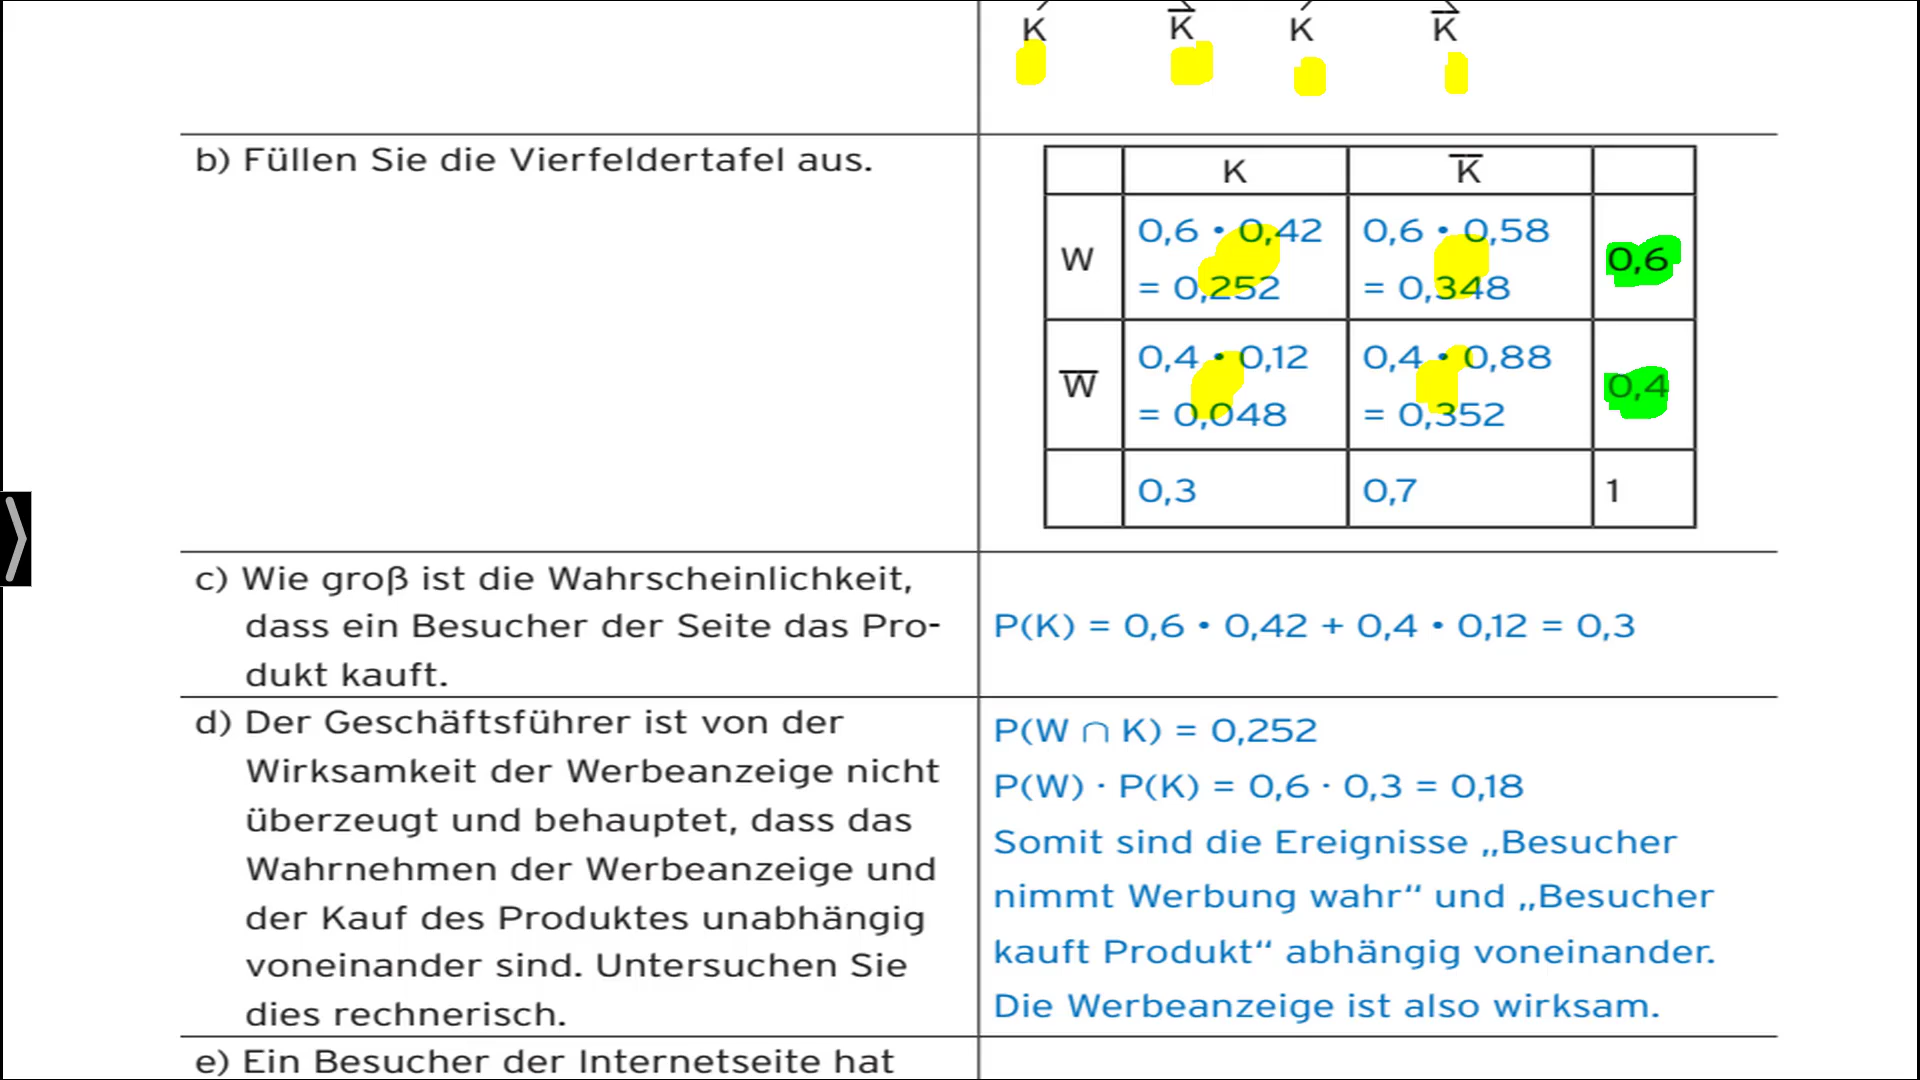 K K̅ K K̅
b) Füllen Sie die Vierfeldertafel aus.
K K̅
W 0,6 • 0,42 0,6 • 0,58 0,6
= 0,252 = 0,348
W̅ 0,4 • 0,12 0,4 • 0,88 0,4
= 0,048 = 0,352
0,3 0,7 1
c) Wie groß ist die Wahrscheinlichkeit,
dass ein Besucher der Seite das Pro-
dukt kauft.
P(K) = 0,6 • 0,42 + 0,4 • 0,12 = 0,3
d) Der Geschäftsführer ist von der
Wirksamkeit der Werbeanzeige nicht
überzeugt und behauptet, dass das
Wahrnehmen der Werbeanzeige und
der Kauf des Produktes unabhängig
voneinander sind. Untersuchen Sie
dies rechnerisch.
P(W ∩ K) = 0,252
P(W) · P(K) = 0,6 · 0,3 = 0,18
Somit sind die Ereignisse „Besucher
nimmt Werbung wahr“ und „Besucher
kauft Produkt“ abhängig voneinander.
Die Werbeanzeige ist also wirksam.
e) Ein Besucher der Internetseite hat